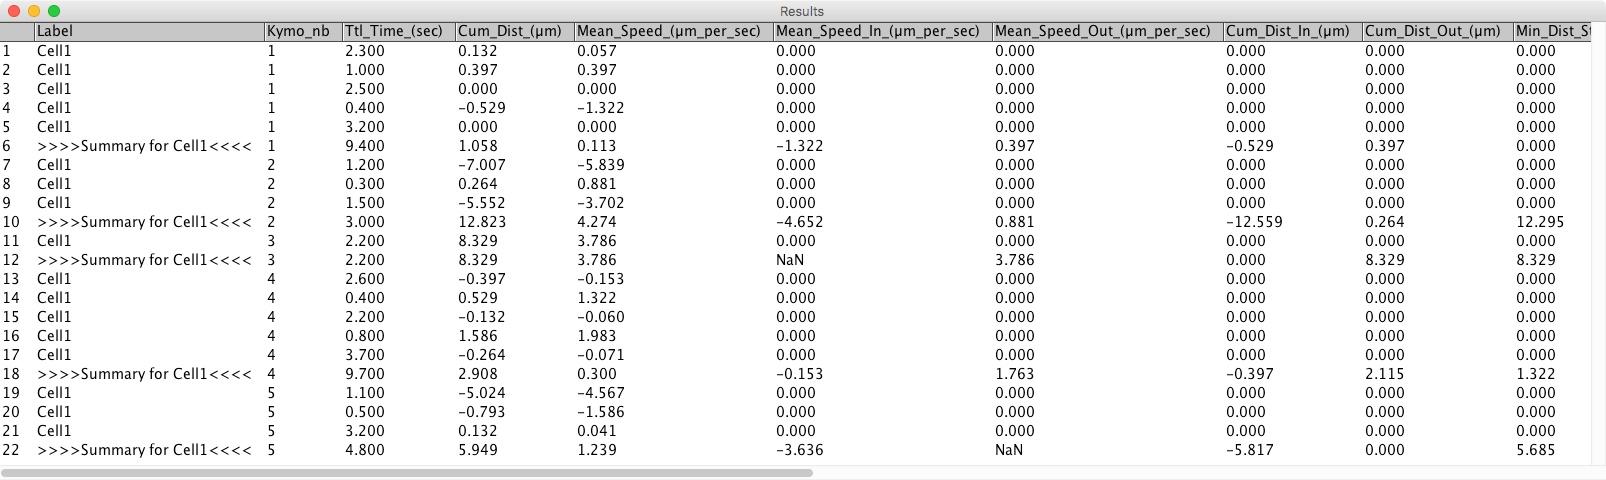 Results
Label Kymo_nb Ttl_Time_(sec) Cum_Dist_(µm) Mean_Speed_(µm_per_sec) Mean_Speed_In_(µm_per_sec) Mean_Speed_Out_(µm_per_sec) Cum_Dist_In_(µm) Cum_Dist_Out_(µm) Min_Dist_St
1 Cell1 1 2.300 0.132 0.057 0.000 0.000 0.000 0.000 0.000
2 Cell1 1 1.000 0.397 0.397 0.000 0.000 0.000 0.000 0.000
3 Cell1 1 2.500 0.000 0.000 0.000 0.000 0.000 0.000 0.000
4 Cell1 1 0.400 −0.529 −1.322 0.000 0.000 0.000 0.000 0.000
5 Cell1 1 3.200 0.000 0.000 0.000 0.000 0.000 0.000 0.000
6 >>>>Summary for Cell1<<<< 1 9.400 1.058 0.113 −1.322 0.397 −0.529 0.397 0.000
7 Cell1 2 1.200 −7.007 −5.839 0.000 0.000 0.000 0.000 0.000
8 Cell1 2 0.300 0.264 0.881 0.000 0.000 0.000 0.000 0.000
9 Cell1 2 1.500 −5.552 −3.702 0.000 0.000 0.000 0.000 0.000
10 >>>>Summary for Cell1<<<< 2 3.000 12.823 4.274 −4.652 0.881 −12.559 0.264 12.295
11 Cell1 3 2.200 8.329 3.786 0.000 0.000 0.000 0.000 0.000
12 >>>>Summary for Cell1<<<< 3 2.200 8.329 3.786 NaN 3.786 0.000 8.329 8.329
13 Cell1 4 2.600 −0.397 −0.153 0.000 0.000 0.000 0.000 0.000
14 Cell1 4 0.400 0.529 1.322 0.000 0.000 0.000 0.000 0.000
15 Cell1 4 2.200 −0.132 −0.060 0.000 0.000 0.000 0.000 0.000
16 Cell1 4 0.800 1.586 1.983 0.000 0.000 0.000 0.000 0.000
17 Cell1 4 3.700 −0.264 −0.071 0.000 0.000 0.000 0.000 0.000
18 >>>>Summary for Cell1<<<< 4 9.700 2.908 0.300 −0.153 1.763 −0.397 2.115 1.322
19 Cell1 5 1.100 −5.024 −4.567 0.000 0.000 0.000 0.000 0.000
20 Cell1 5 0.500 −0.793 −1.586 0.000 0.000 0.000 0.000 0.000
21 Cell1 5 3.200 0.132 0.041 0.000 0.000 0.000 0.000 0.000
22 >>>>Summary for Cell1<<<< 5 4.800 5.949 1.239 −3.636 NaN −5.817 0.000 5.685